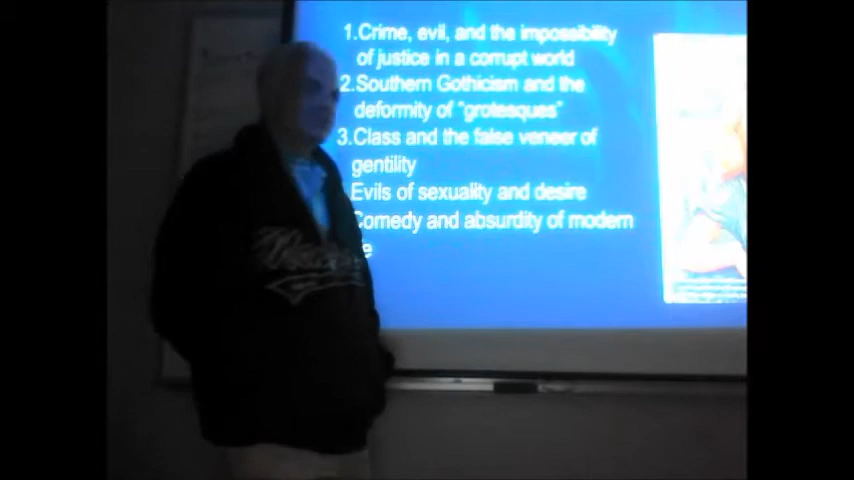 1.Crime, evil, and the impossibility
of justice in a corrupt world
2.Southern Gothicism and the
deformity of "grotesques"
3.Class and the false veneer of
gentility
Evils of sexuality and desire
Comedy and absurdity of modern